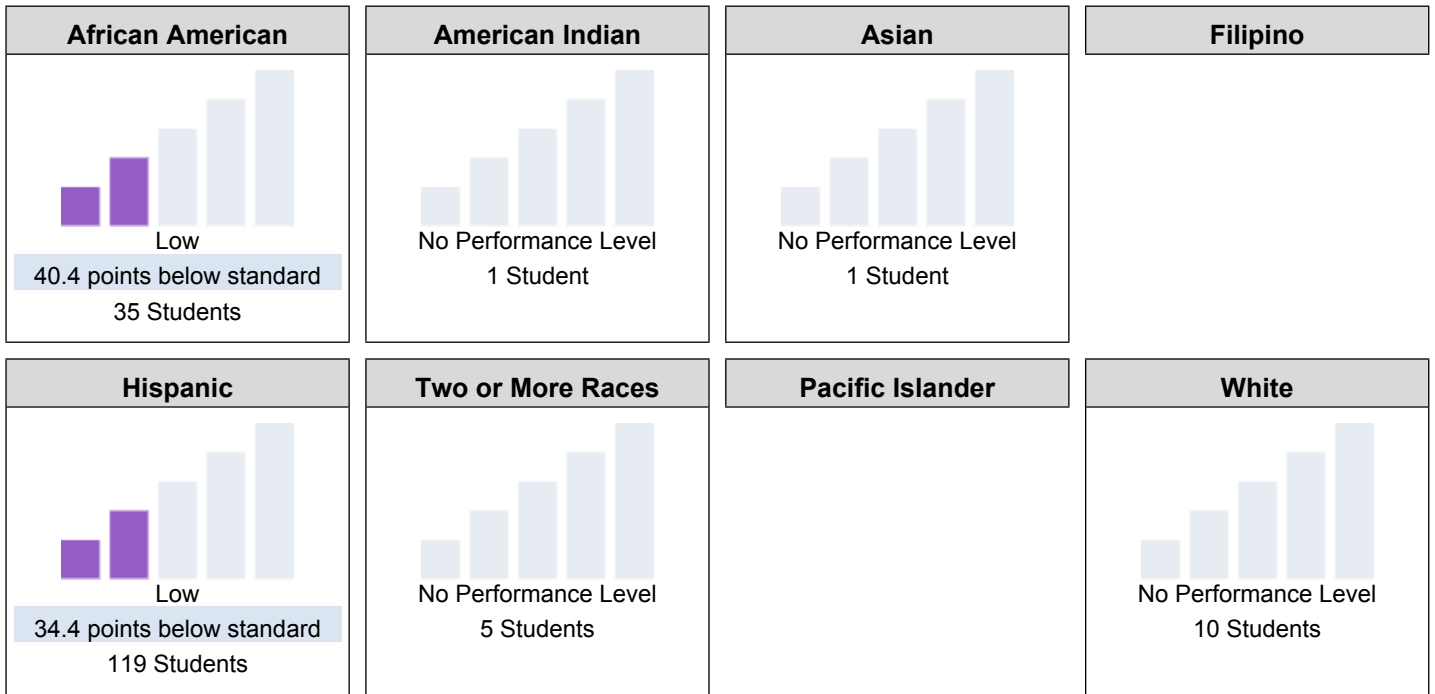 African American
Low
40.4 points below standard
35 Students
American Indian
No Performance Level
1 Student
Asian
No Performance Level
1 Student
Filipino
Hispanic
Low
34.4 points below standard
119 Students
Two or More Races
No Performance Level
5 Students
Pacific Islander
White
No Performance Level
10 Students